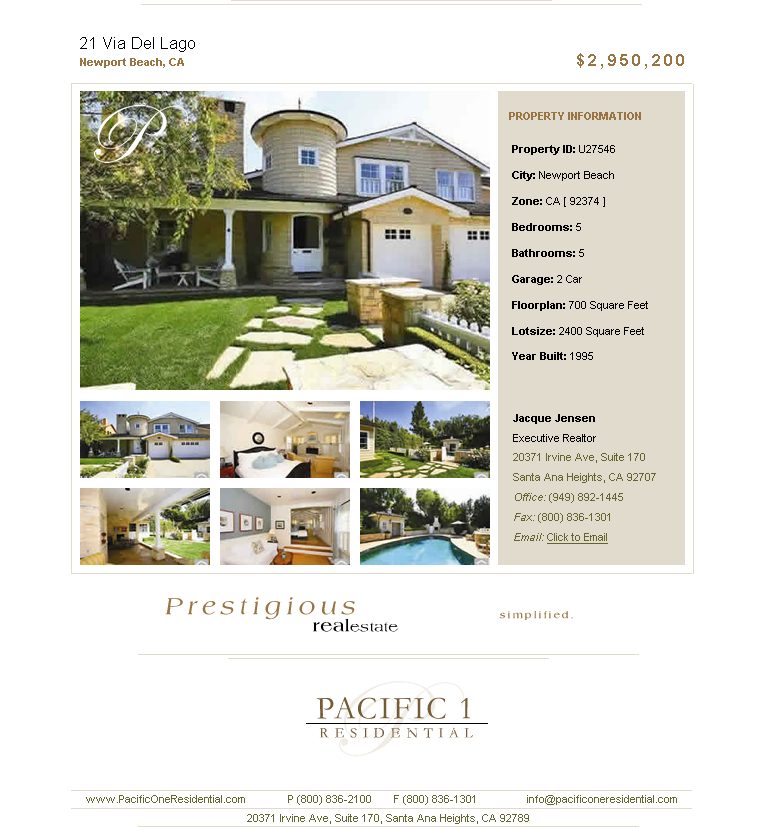 21 Via Del Lago
Newport Beach, CA
$2,950,200
P
PROPERTY INFORMATION
Property ID: U27546
City: Newport Beach
Zone: CA [ 92374 ]
Bedrooms: 5
Bathrooms: 5
Garage: 2 Car
Floorplan: 700 Square Feet
Lotsize: 2400 Square Feet
Year Built: 1995
Jacque Jensen
Executive Realtor
20371 Irvine Ave, Suite 170
Santa Ana Heights, CA 92707
Office: (949) 892-1445
Fax: (800) 836-1301
Email: Click to Email
Prestigious
realestate
simplified.
PACIFIC 1
RESIDENTIAL
www.PacificOneResidential.com P (800) 836-2100 F (800) 836-1301 info@pacificoneresidential.com
20371 Irvine Ave, Suite 170, Santa Ana Heights, CA 92789